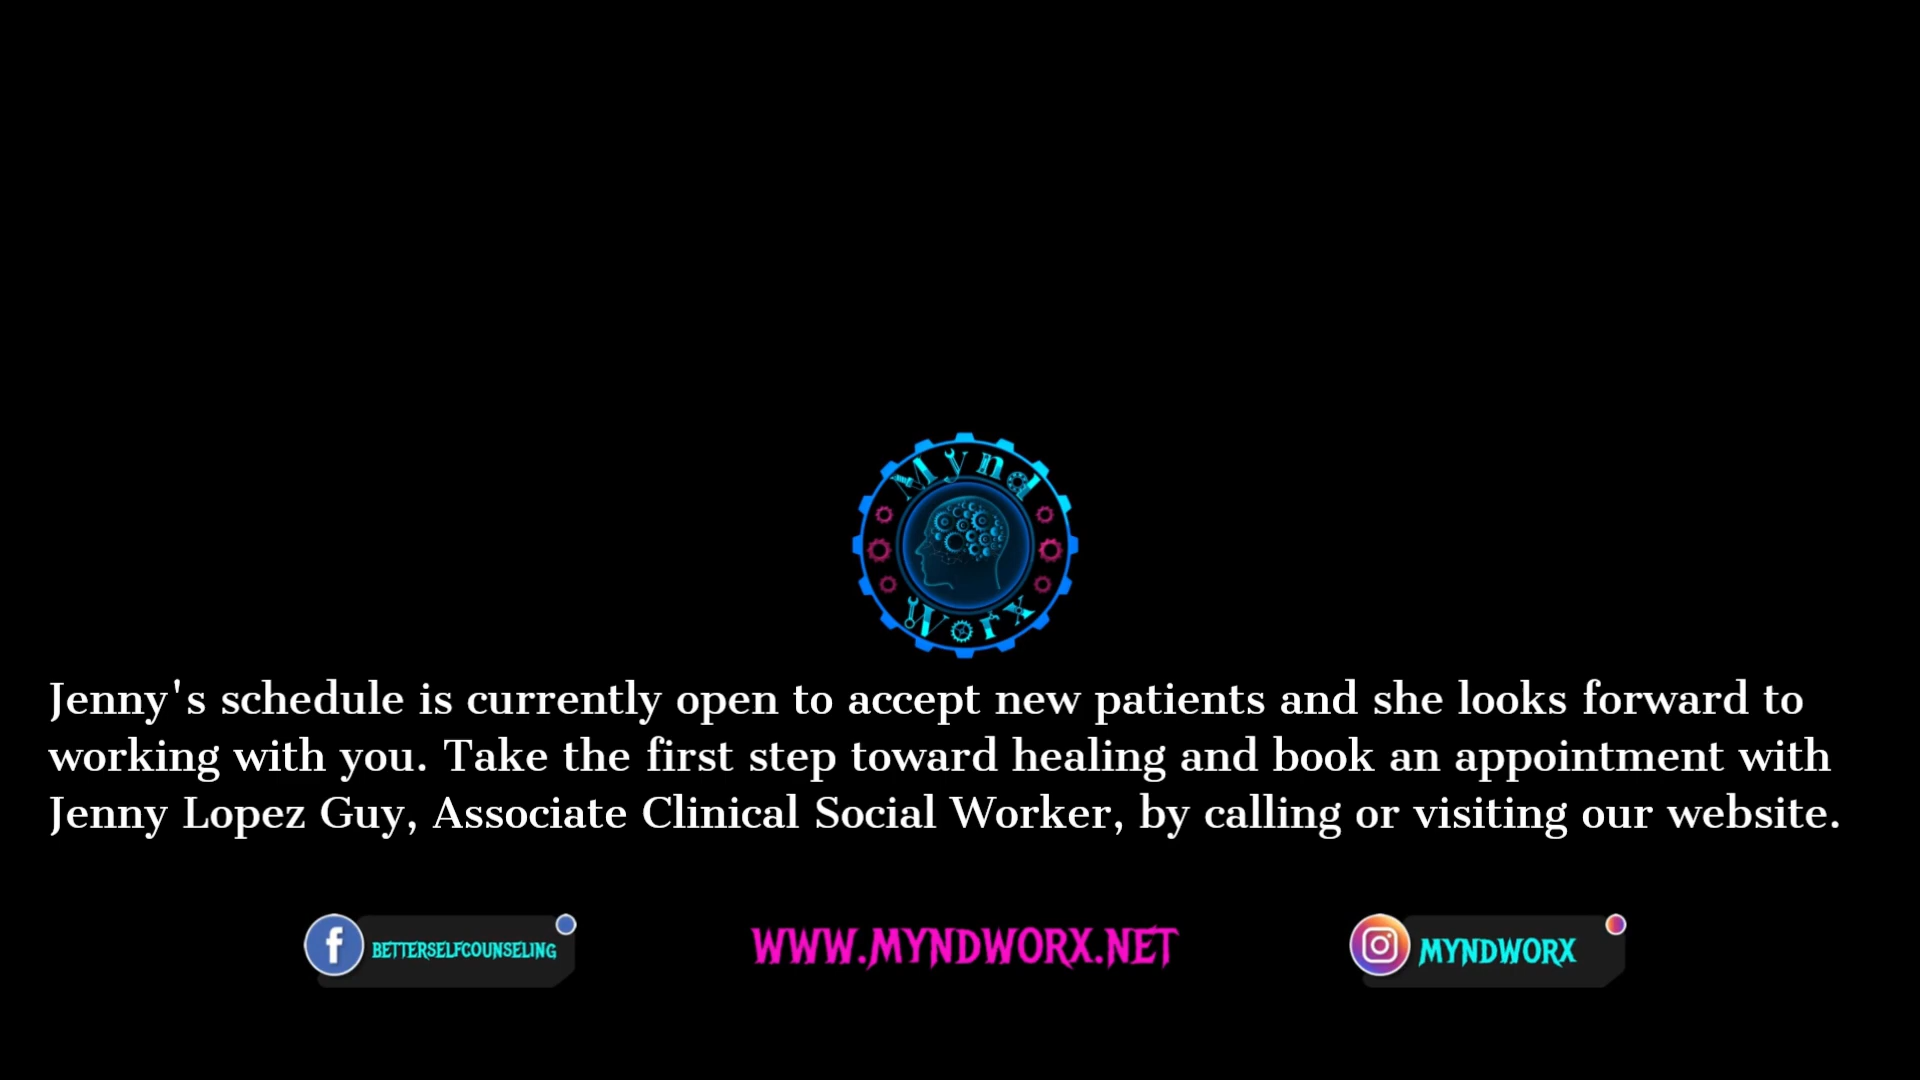 Mynd
Worx
Jenny's schedule is currently open to accept new patients and she looks forward to
working with you. Take the first step toward healing and book an appointment with
Jenny Lopez Guy, Associate Clinical Social Worker, by calling or visiting our website.
BETTERSELFCOUNSELING
WWW.MYNDWORX.NET
MYNDWORX